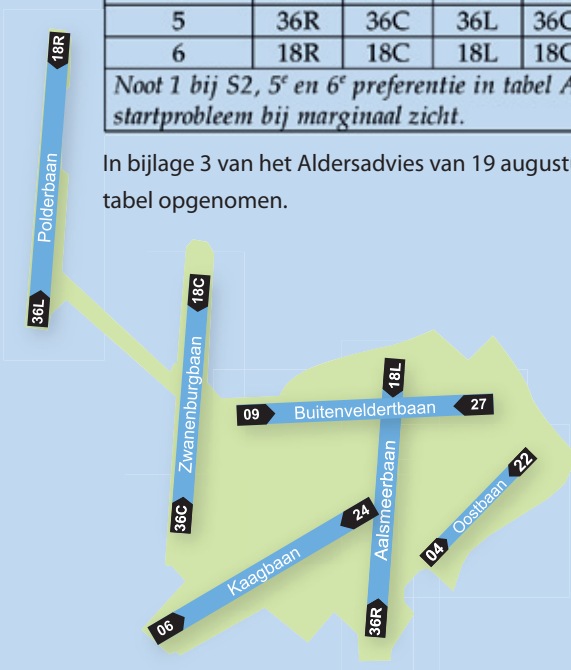 5 36R 36C 36L 36C
6 18R 18C 18L 18C
Noot 1 bij S2, 5e en 6e preferentie in tabel A
startprobleem bij marginaal zicht.
In bijlage 3 van het Aldersadvies van 19 august
tabel opgenomen.
18R
Polderbaan
36L
18C
Zwanenburgbaan
36C
18L
Aalsmeerbaan
36R
09 Buitenveldertbaan 27
22
Oostbaan
04
24
Kaagbaan
06